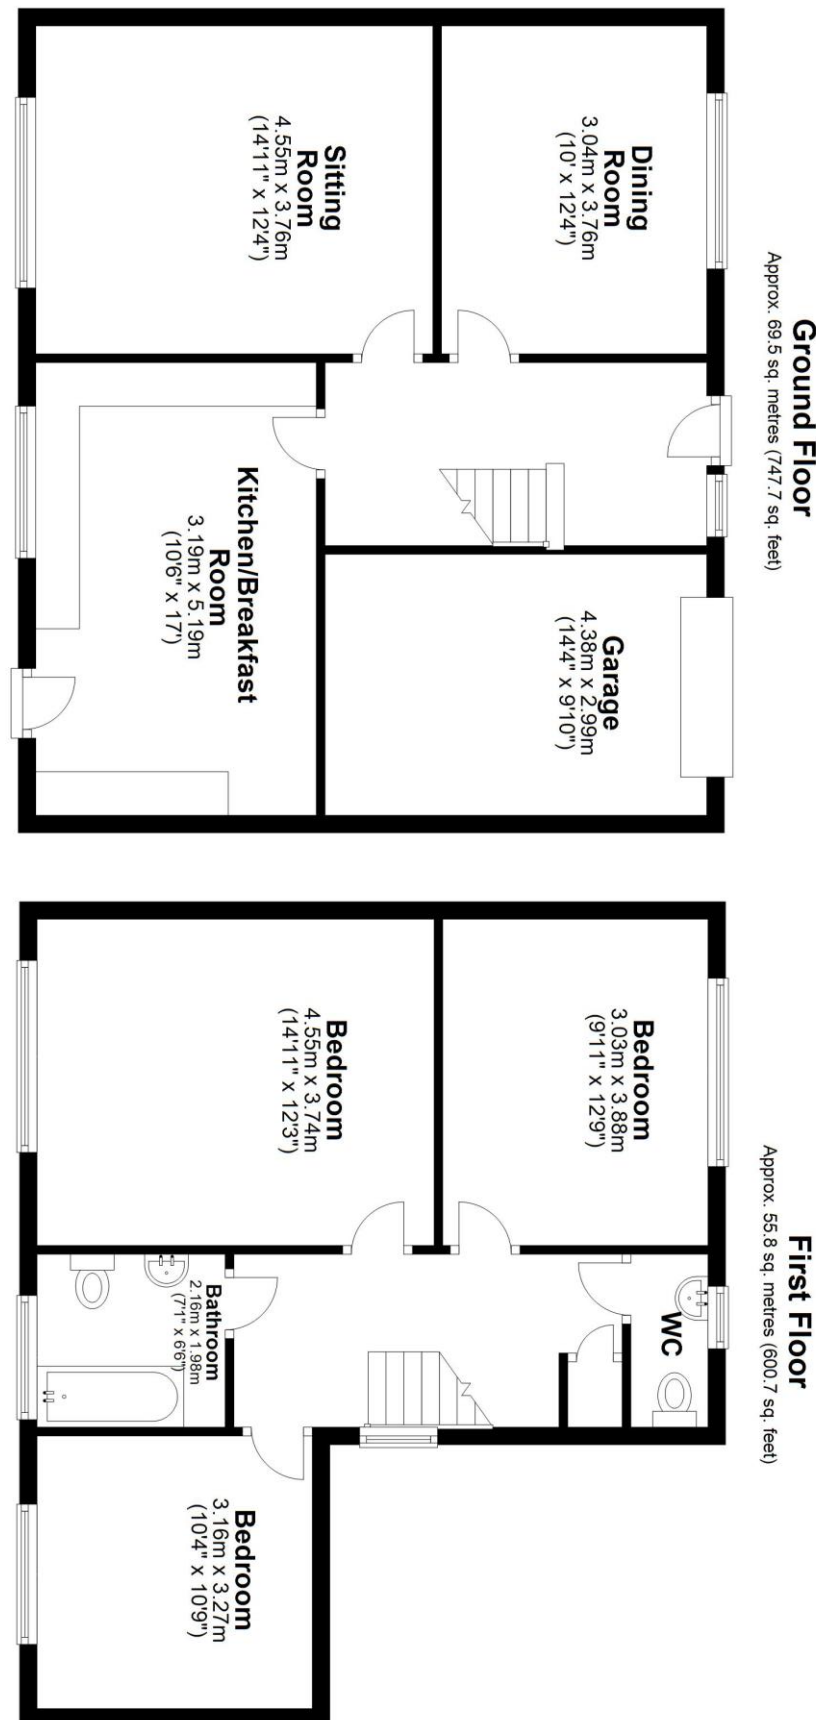 Ground Floor
Approx. 69.5 sq. metres (747.7 sq. feet)
Dining
Room
3.04m x 3.76m
(10' x 12'4")
Sitting
Room
4.55m x 3.76m
(14'11" x 12'4")
Garage
4.38m x 2.99m
(14'4" x 9'10")
Kitchen/Breakfast
Room
3.19m x 5.19m
(10'6" x 17')
First Floor
Approx. 55.8 sq. metres (600.7 sq. feet)
Bedroom
3.03m x 3.88m
(9'11" x 12'9")
WC
Bedroom
4.55m x 3.74m
(14'11" x 12'3")
Bathroom
2.16m x 1.98m
(7'1" x 6'6")
Bedroom
3.16m x 3.27m
(10'4" x 10'9")